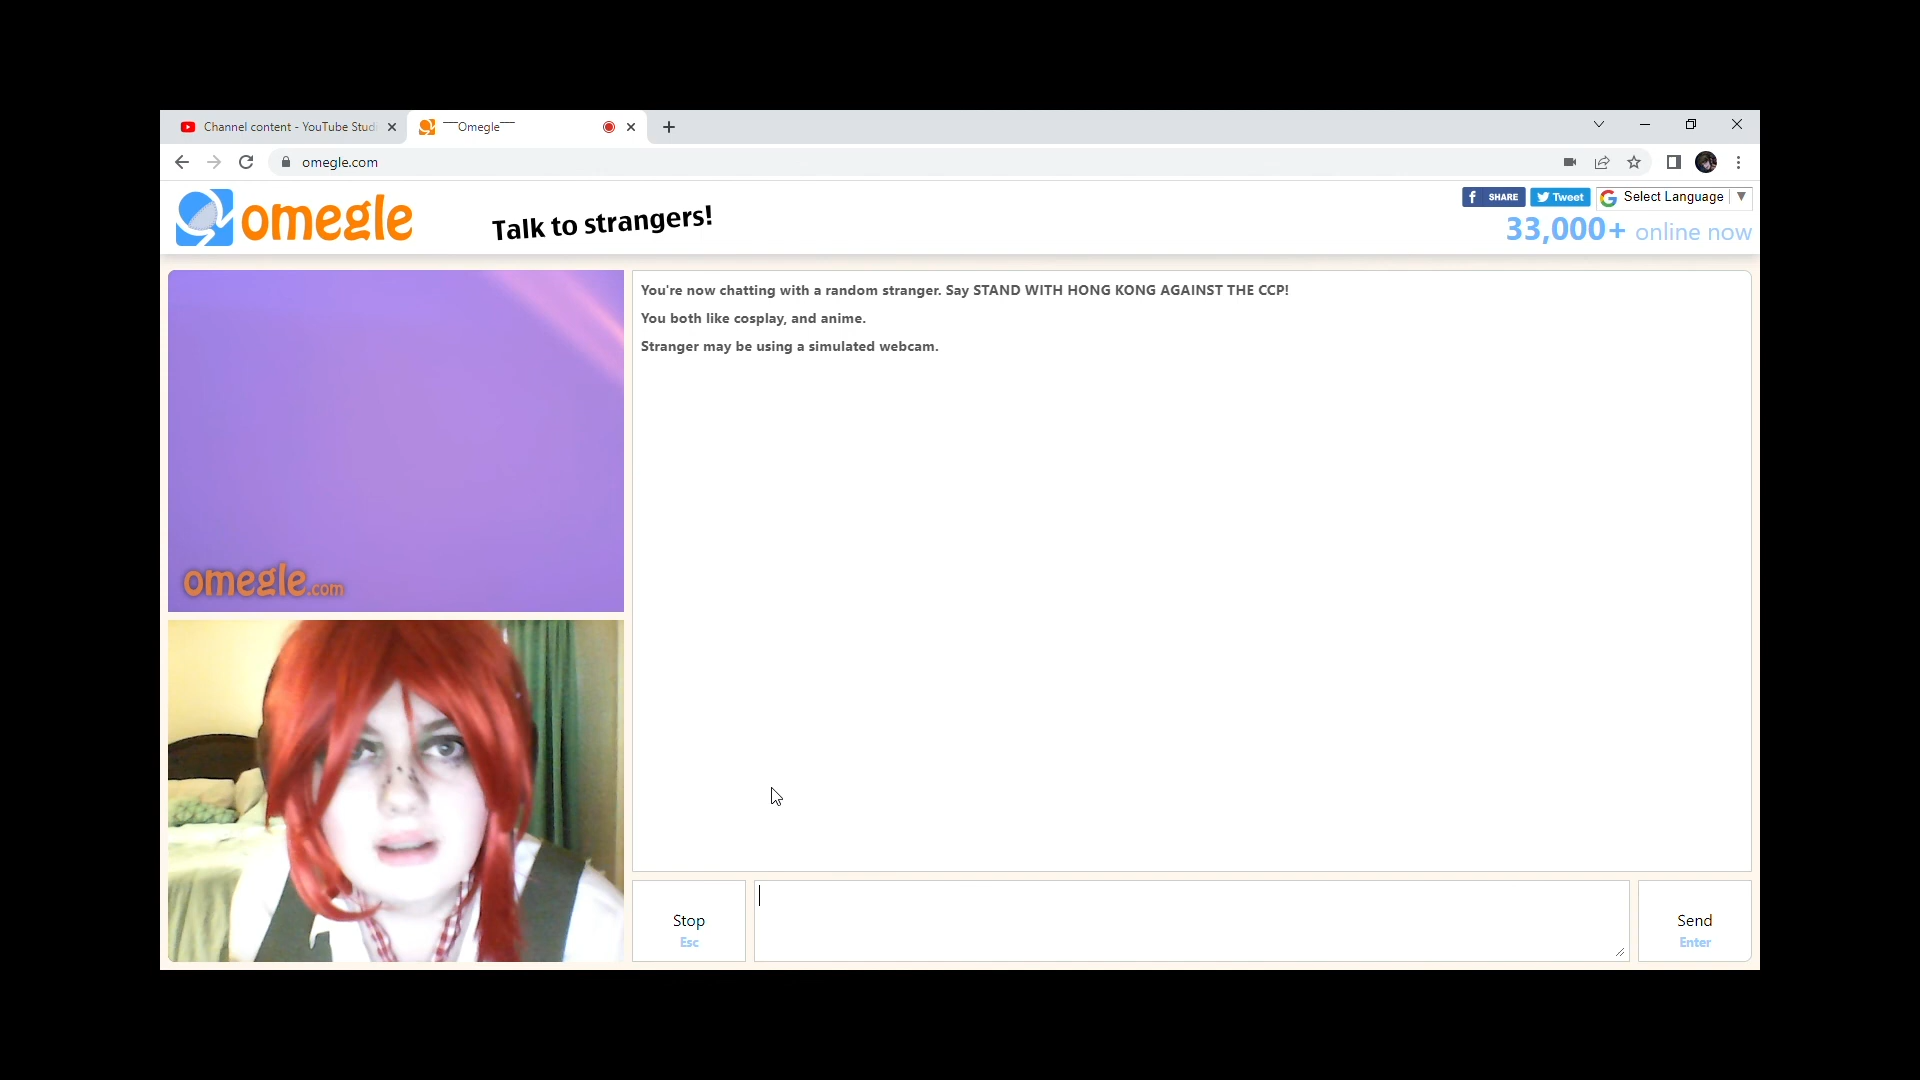 Channel content - YouTube Stud
Omegle
omegle.com
omegle
Talk to strangers!
SHARE
Tweet
Select Language
33,000+ online now
You're now chatting with a random stranger. Say STAND WITH HONG KONG AGAINST THE CCP!
You both like cosplay, and anime.
Stranger may be using a simulated webcam.
omegle.com
Stop
Esc
Send
Enter